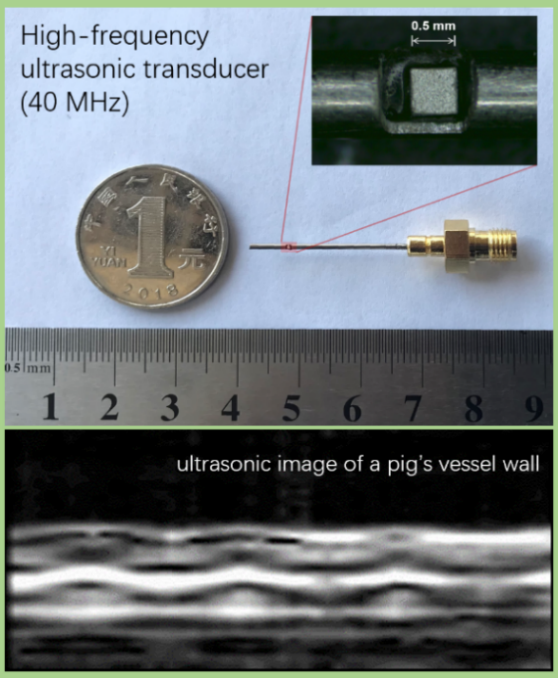 High-frequency
ultrasonic transducer
(40 MHz)
0.5 mm
中国人民银行
1
YI
YUAN
元
2018
0.5 mm
1 2 3 4 5 6 7 8 9
ultrasonic image of a pig's vessel wall